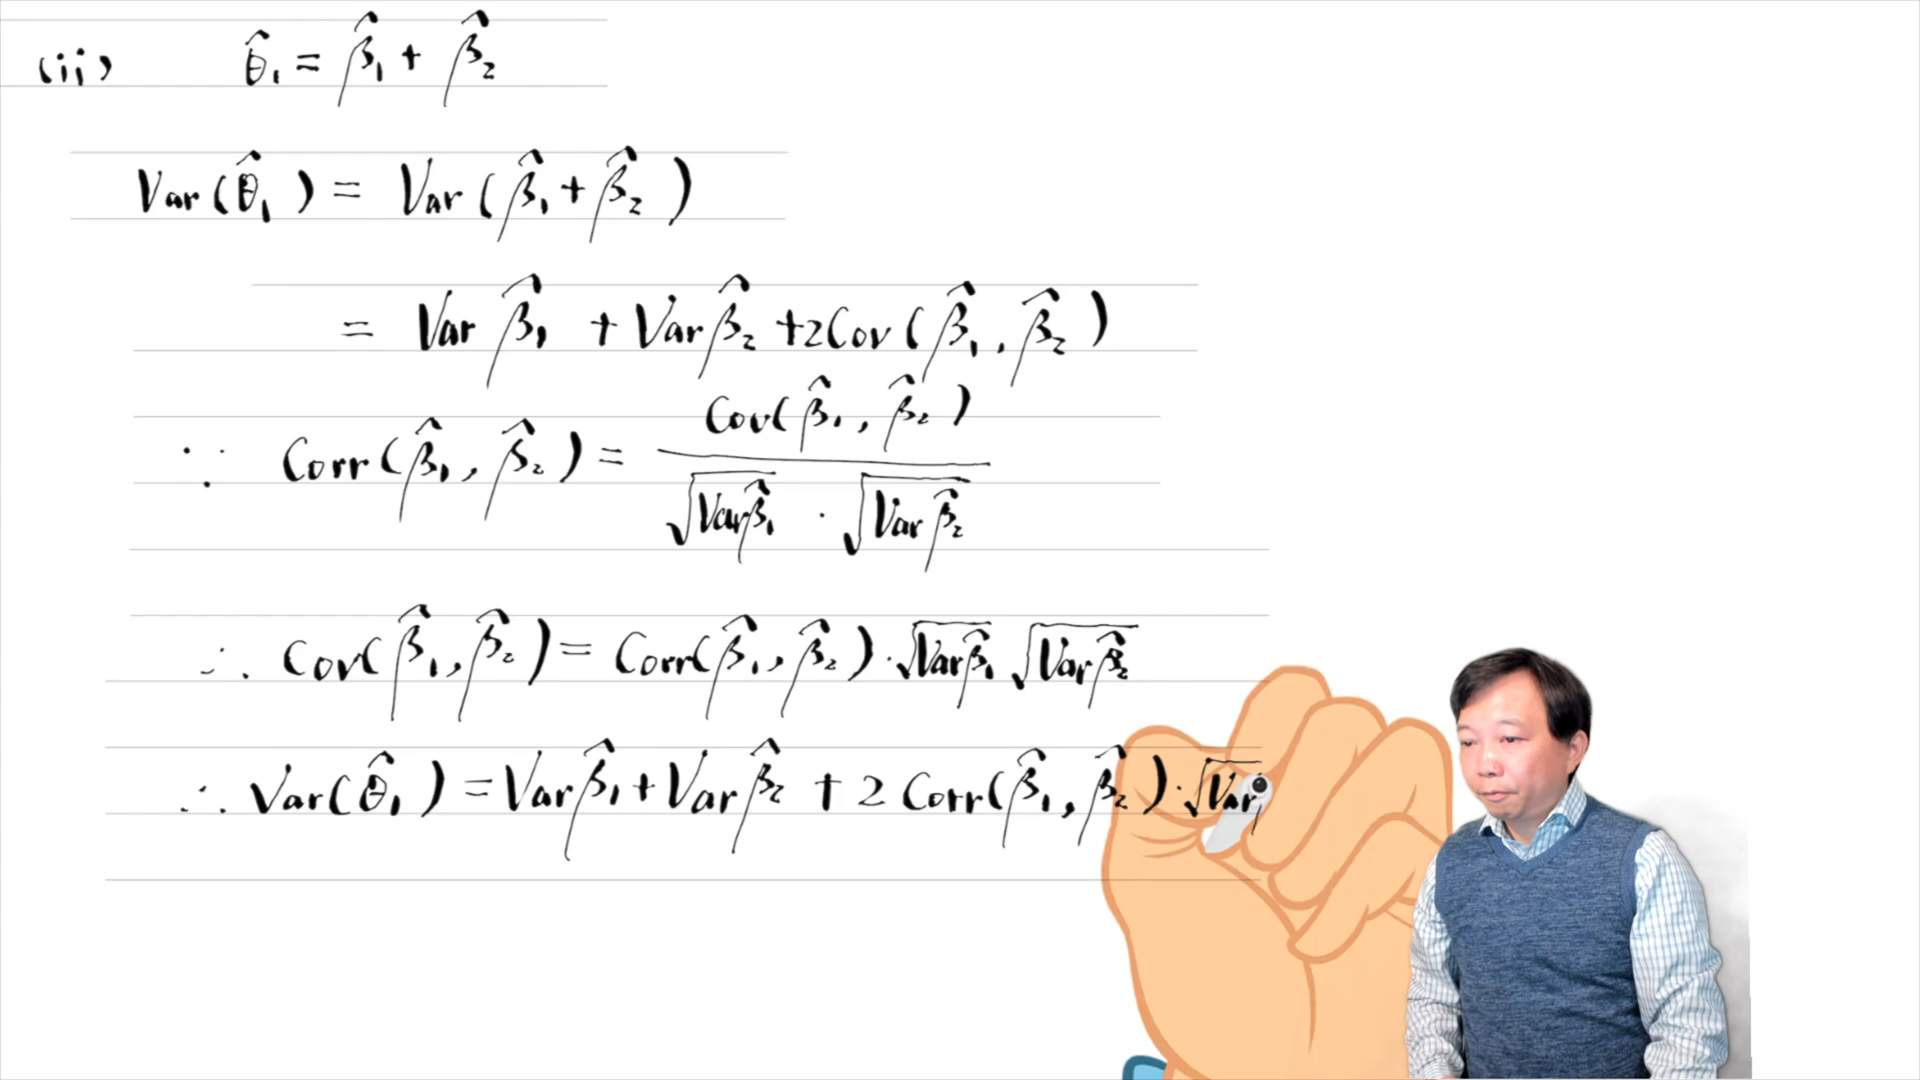 (ii) θ̂₁ = β̂₁ + β̂₂
Var(θ̂₁) = Var(β̂₁ + β̂₂)
= Var β̂₁ + Var β̂₂ + 2Cov(β̂₁, β̂₂)
∵ Corr(β̂₁, β̂₂) = Cov(β̂₁, β̂₂) / √Varβ̂₁ · √Var β̂₂
∴ Cov(β̂₁, β̂₂) = Corr(β̂₁, β̂₂) · √Varβ̂₁ √Var β̂₂
∴ Var(θ̂₁) = Var β̂₁ + Var β̂₂ + 2 Corr(β̂₁, β̂₂) · √Var